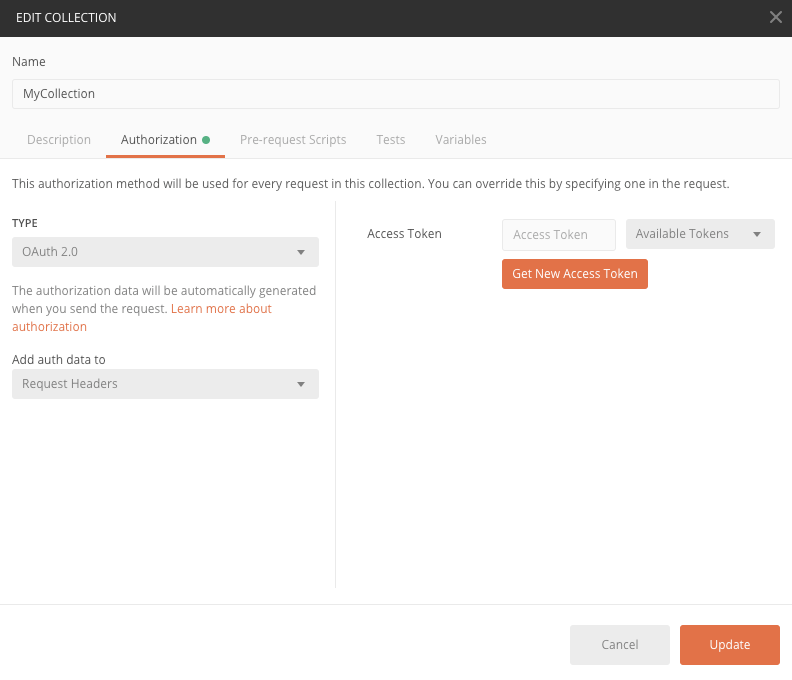 EDIT COLLECTION
Name
MyCollection
Description Authorization Pre-request Scripts Tests Variables
This authorization method will be used for every request in this collection. You can override this by specifying one in the request.
TYPE
OAuth 2.0
The authorization data will be automatically generated
when you send the request. Learn more about
authorization
Add auth data to
Request Headers
Access Token Access Token Available Tokens
Get New Access Token
Cancel Update